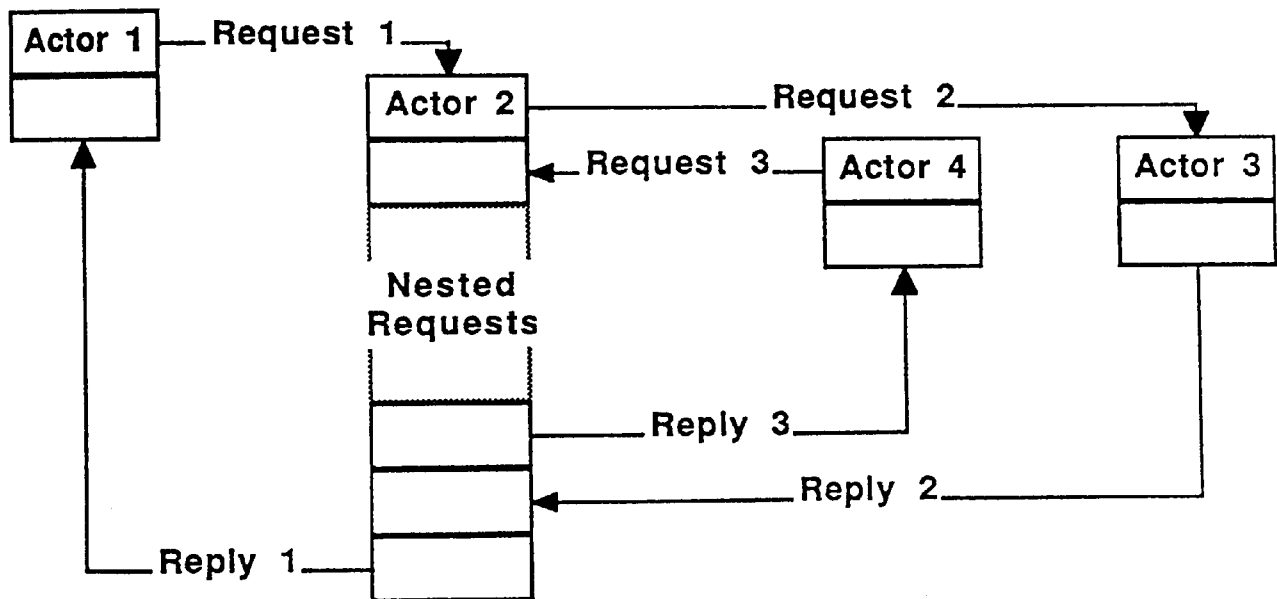 Actor 1
Request 1
Actor 2
Request 2
Request 3
Actor 4
Actor 3
Nested
Requests
Reply 3
Reply 2
Reply 1